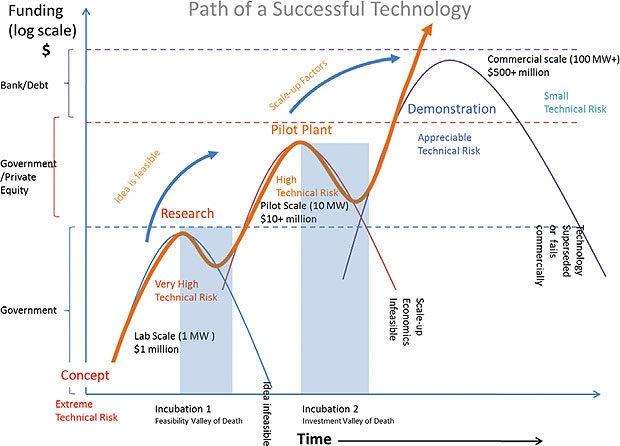 Path of a Successful Technology
Funding
(log scale)
$
Commercial scale (100 MW+)
$500+ million
Bank/Debt
Scale-up Factors
Small
Technical Risk
Demonstration
Pilot Plant
Appreciable
Technical Risk
Government
/Private
Equity
Idea is feasible
High
Technical Risk
Pilot Scale (10 MW)
$10+ million
Research
Technology
Superseded
or fails
commercially
Very High
Technical Risk
Scale-up
Economics
Infeasible
Government
Lab Scale (1 MW )
$1 million
Concept
Idea infeasible
Extreme
Technical Risk
Incubation 1
Feasibility Valley of Death
Incubation 2
Investment Valley of Death
Time